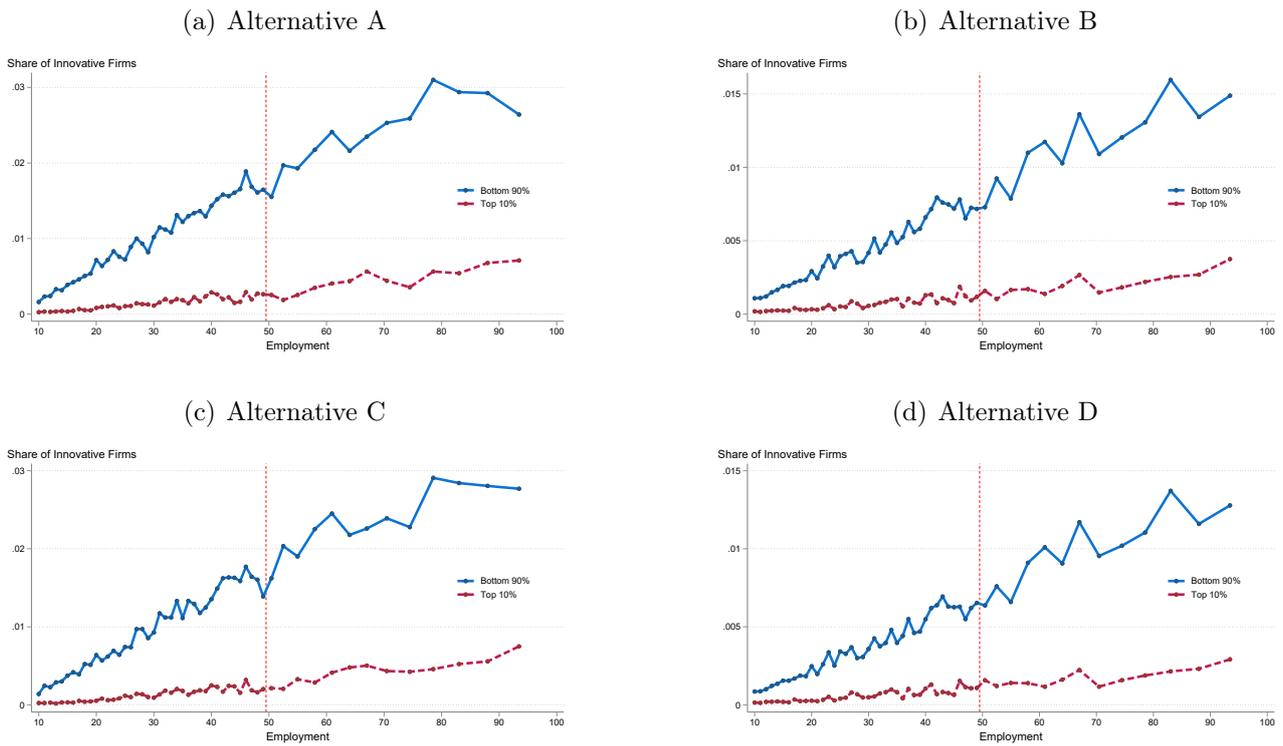 (a) Alternative A
Share of Innovative Firms
.03
.02
.01
0
Bottom 90%
Top 10%
10 20 30 40 50 60 70 80 90 100
Employment
(b) Alternative B
Share of Innovative Firms
.015
.01
.005
0
Bottom 90%
Top 10%
10 20 30 40 50 60 70 80 90 100
Employment
(c) Alternative C
Share of Innovative Firms
.03
.02
.01
0
Bottom 90%
Top 10%
10 20 30 40 50 60 70 80 90 100
Employment
(d) Alternative D
Share of Innovative Firms
.015
.01
.005
0
Bottom 90%
Top 10%
10 20 30 40 50 60 70 80 90 100
Employment